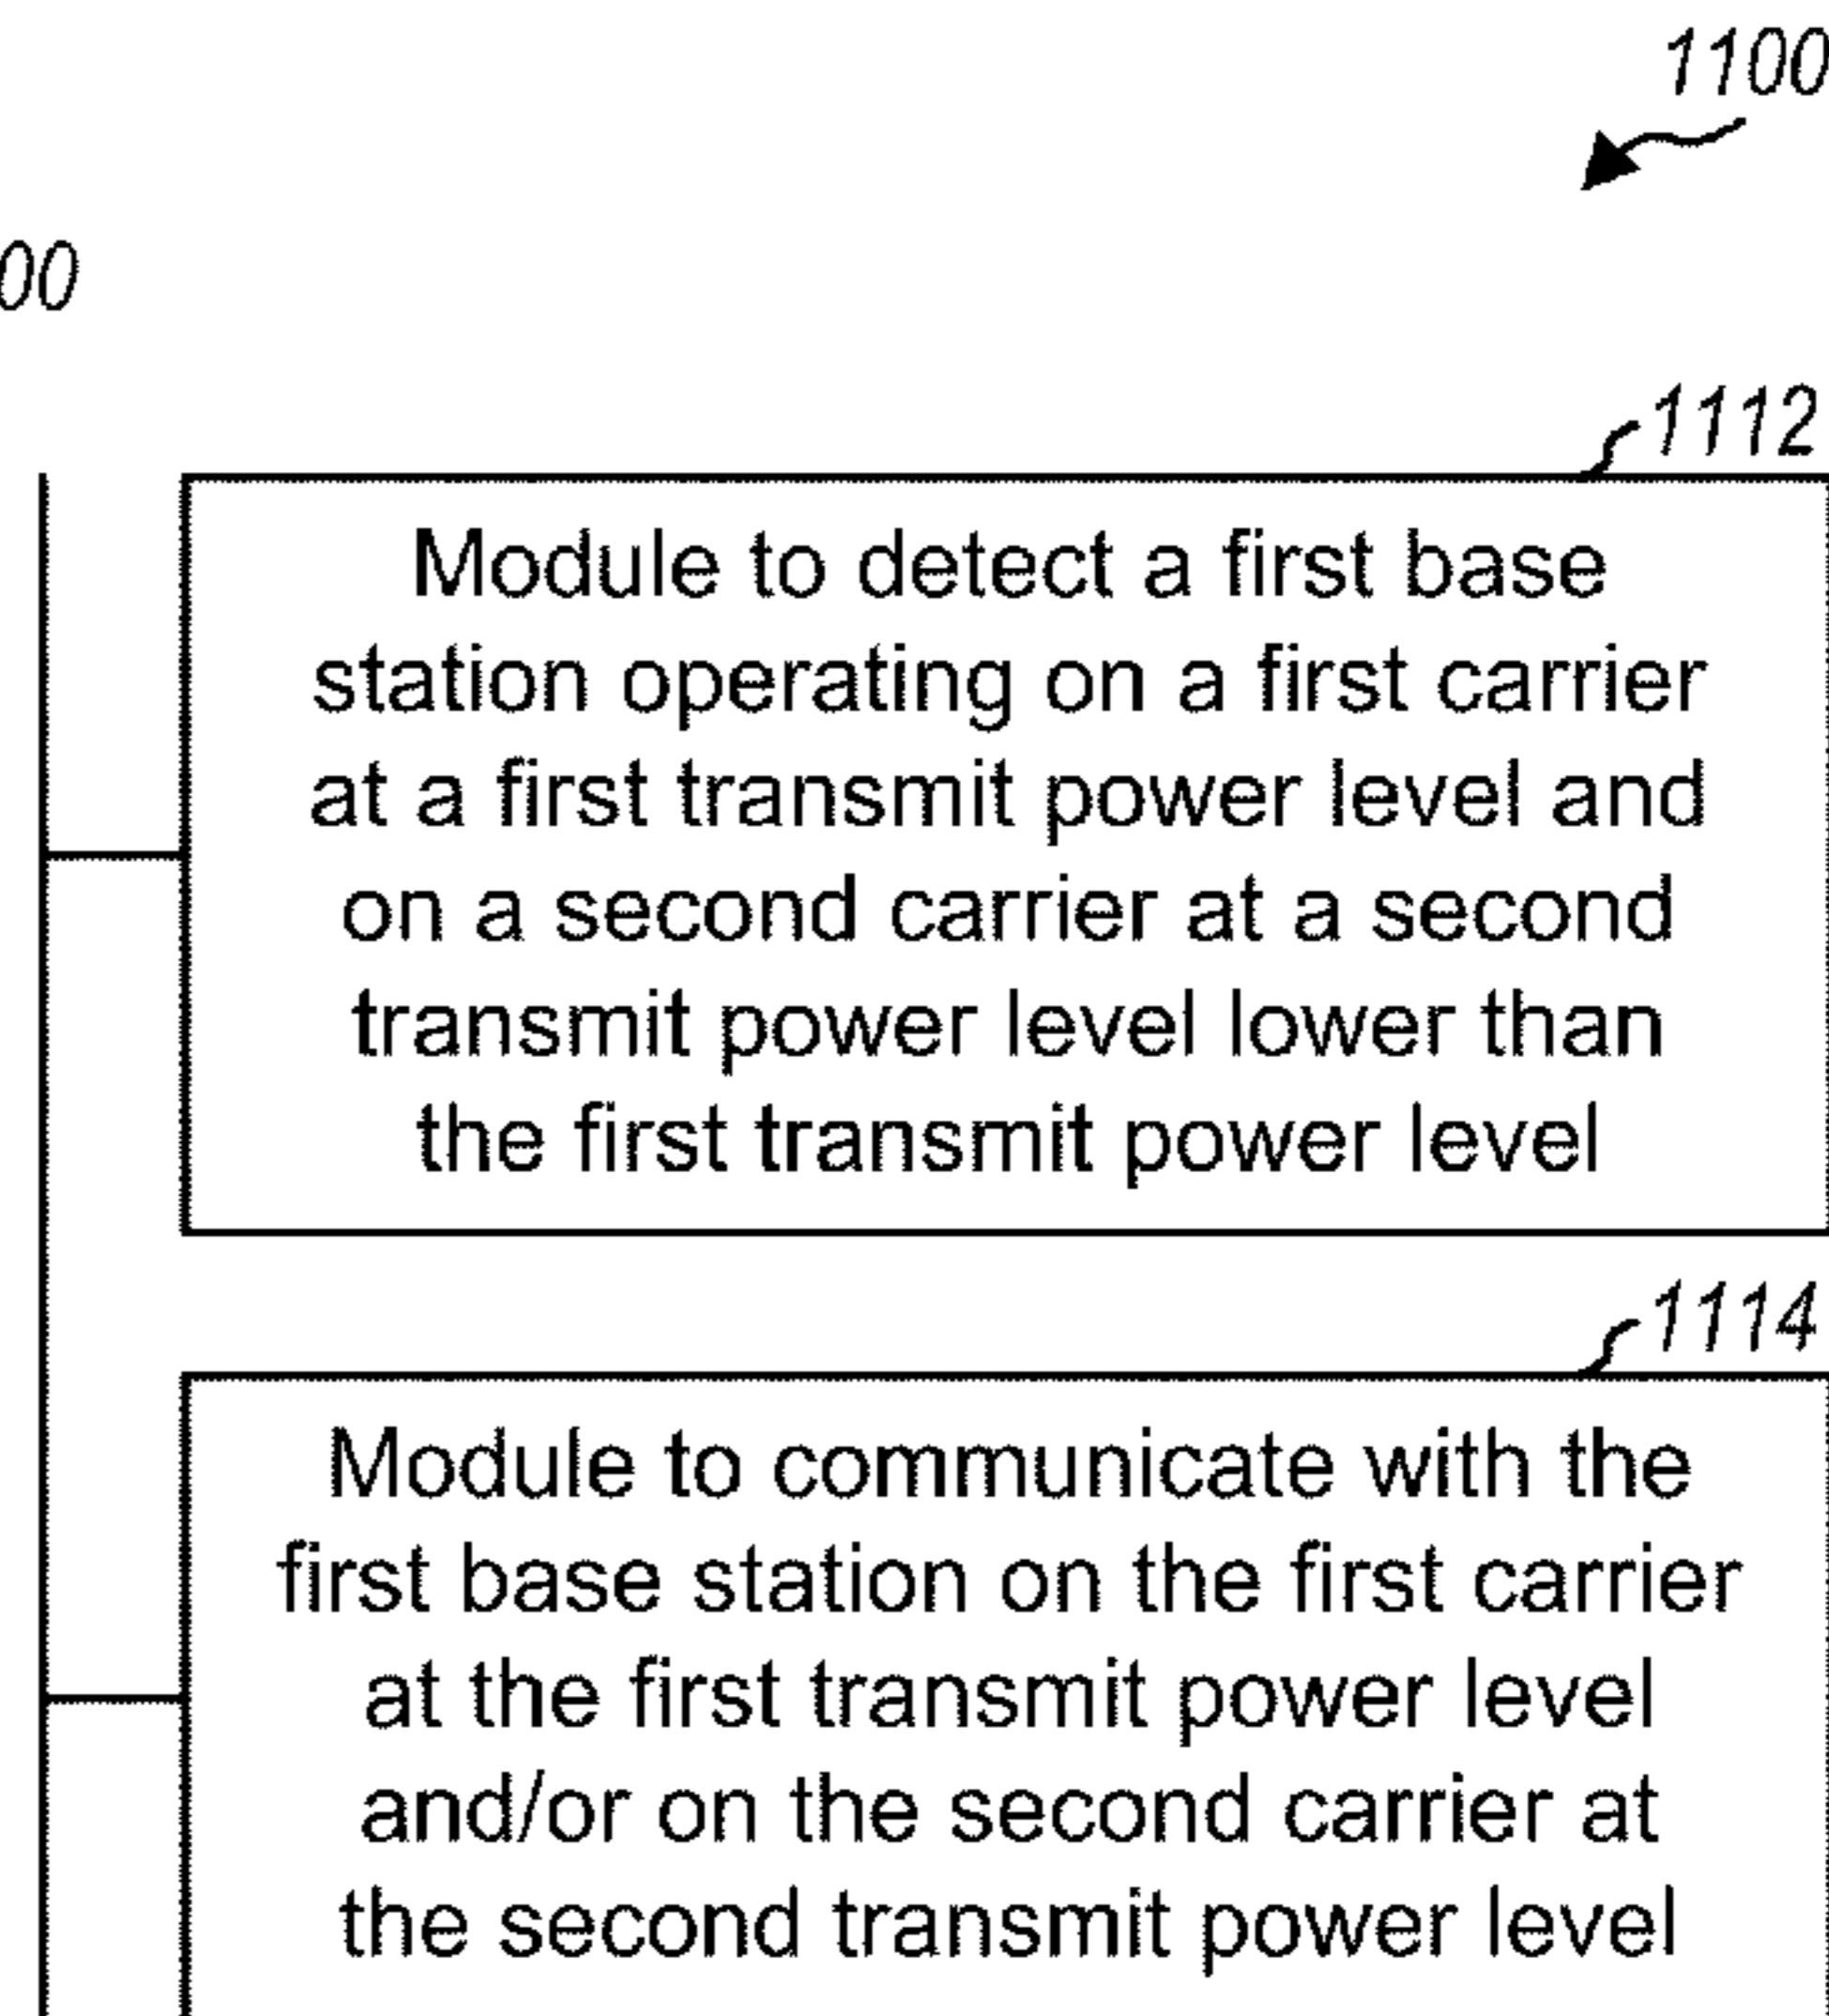 1100
00
1112
Module to detect a first base
station operating on a first carrier
at a first transmit power level and
on a second carrier at a second
transmit power level lower than
the first transmit power level
1114
Module to communicate with the
first base station on the first carrier
at the first transmit power level
and/or on the second carrier at
the second transmit power level